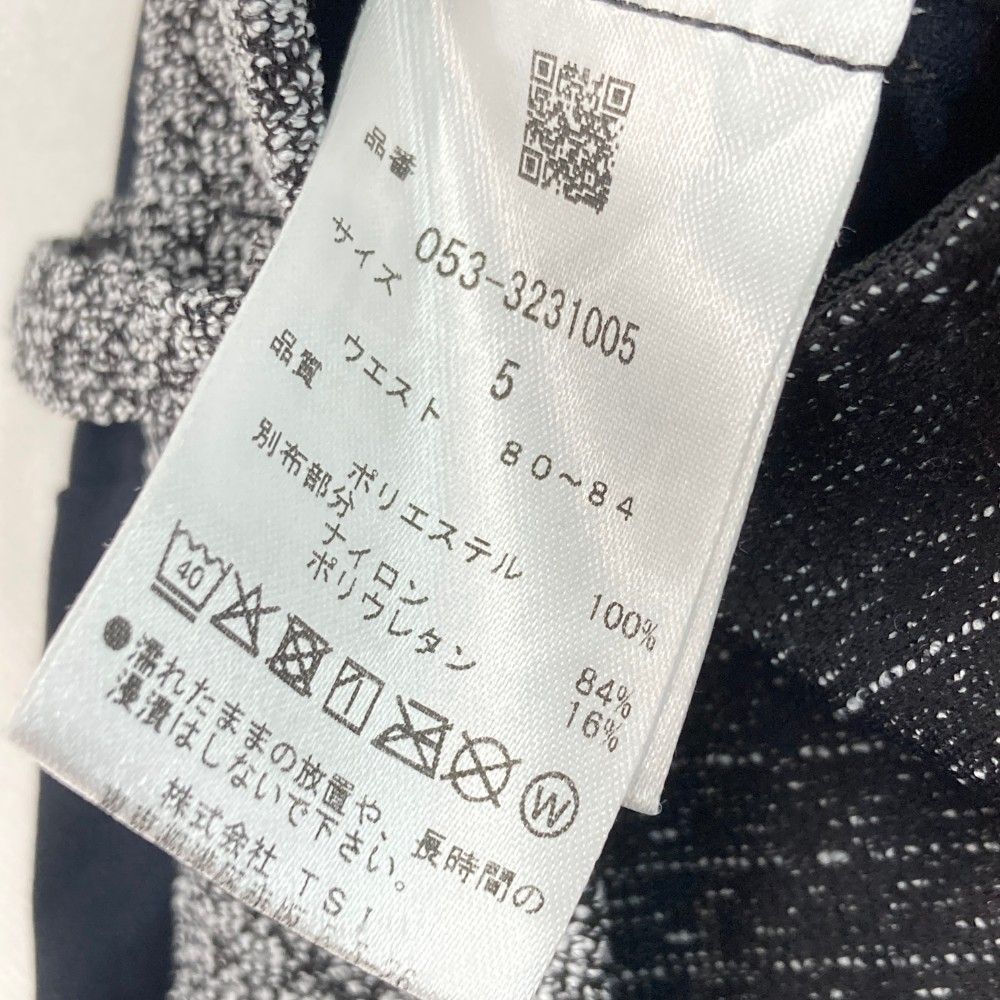 品番 053-3231005
サイズ 5
ウエスト 80~84
品質 ポリエステル 100%
別布部分
ナイロン 84%
ポリウレタン 16%
40
W
●濡れたままの放置や、長時間の
浸漬はしないで下さい。
株式会社 TSI